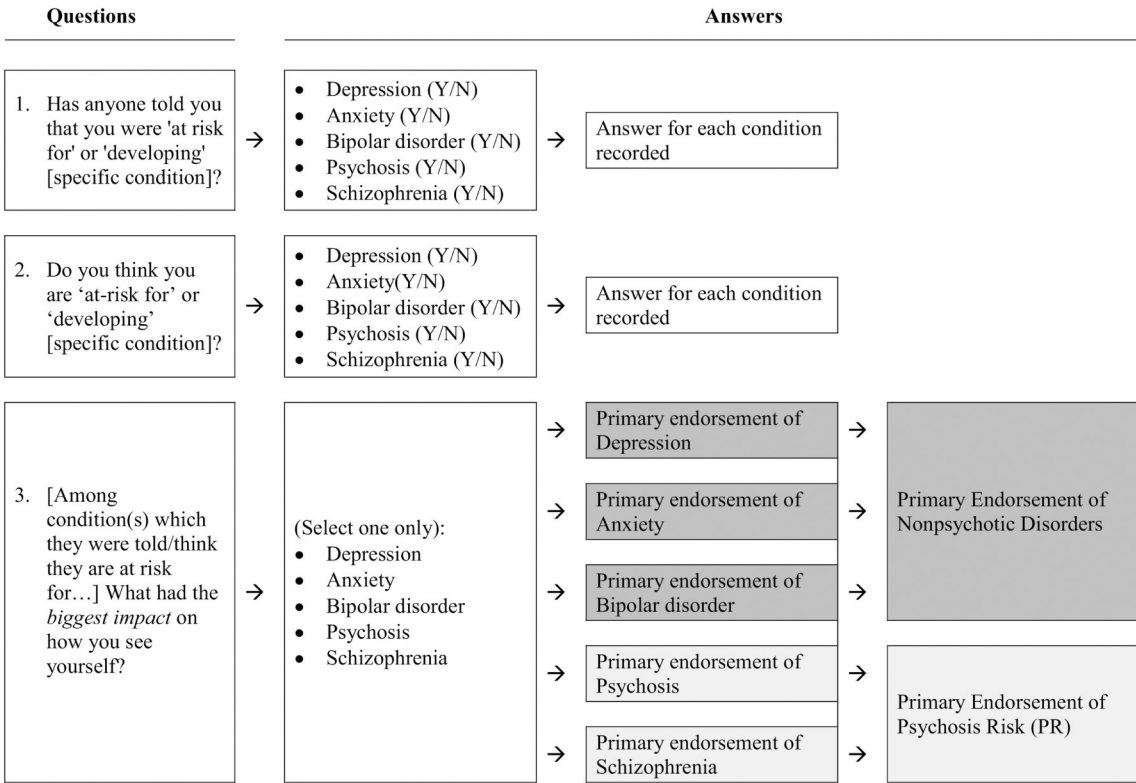 Questions
Answers
1. Has anyone told you
that you were 'at risk
for' or 'developing'
[specific condition]?
→
• Depression (Y/N)
• Anxiety (Y/N)
• Bipolar disorder (Y/N)
• Psychosis (Y/N)
• Schizophrenia (Y/N)
→
Answer for each condition
recorded
2. Do you think you
are ‘at-risk for’ or
‘developing’
[specific condition]?
→
• Depression (Y/N)
• Anxiety(Y/N)
• Bipolar disorder (Y/N)
• Psychosis (Y/N)
• Schizophrenia (Y/N)
→
Answer for each condition
recorded
3. [Among
condition(s) which
they were told/think
they are at risk
for…] What had the
biggest impact on
how you see
yourself?
→
(Select one only):
• Depression
• Anxiety
• Bipolar disorder
• Psychosis
• Schizophrenia
→
Primary endorsement of
Depression
→
→
Primary endorsement of
Anxiety
→
→
Primary endorsement of
Bipolar disorder
→
Primary Endorsement of
Nonpsychotic Disorders
→
Primary endorsement of
Psychosis
→
→
Primary endorsement of
Schizophrenia
→
Primary Endorsement of
Psychosis Risk (PR)